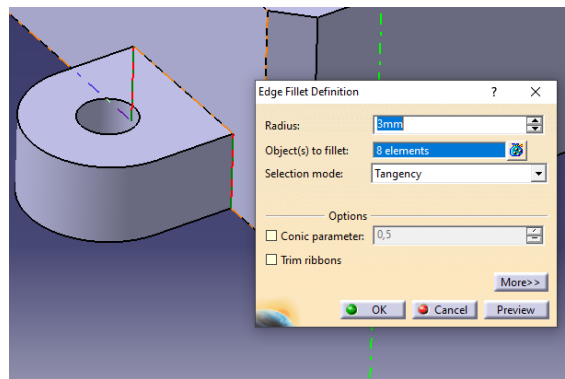 Edge Fillet Definition ? X
Radius: 3mm
Object(s) to fillet: 8 elements
Selection mode: Tangency
Options
Conic parameter: 0,5
Trim ribbons
More>>
OK Cancel Preview